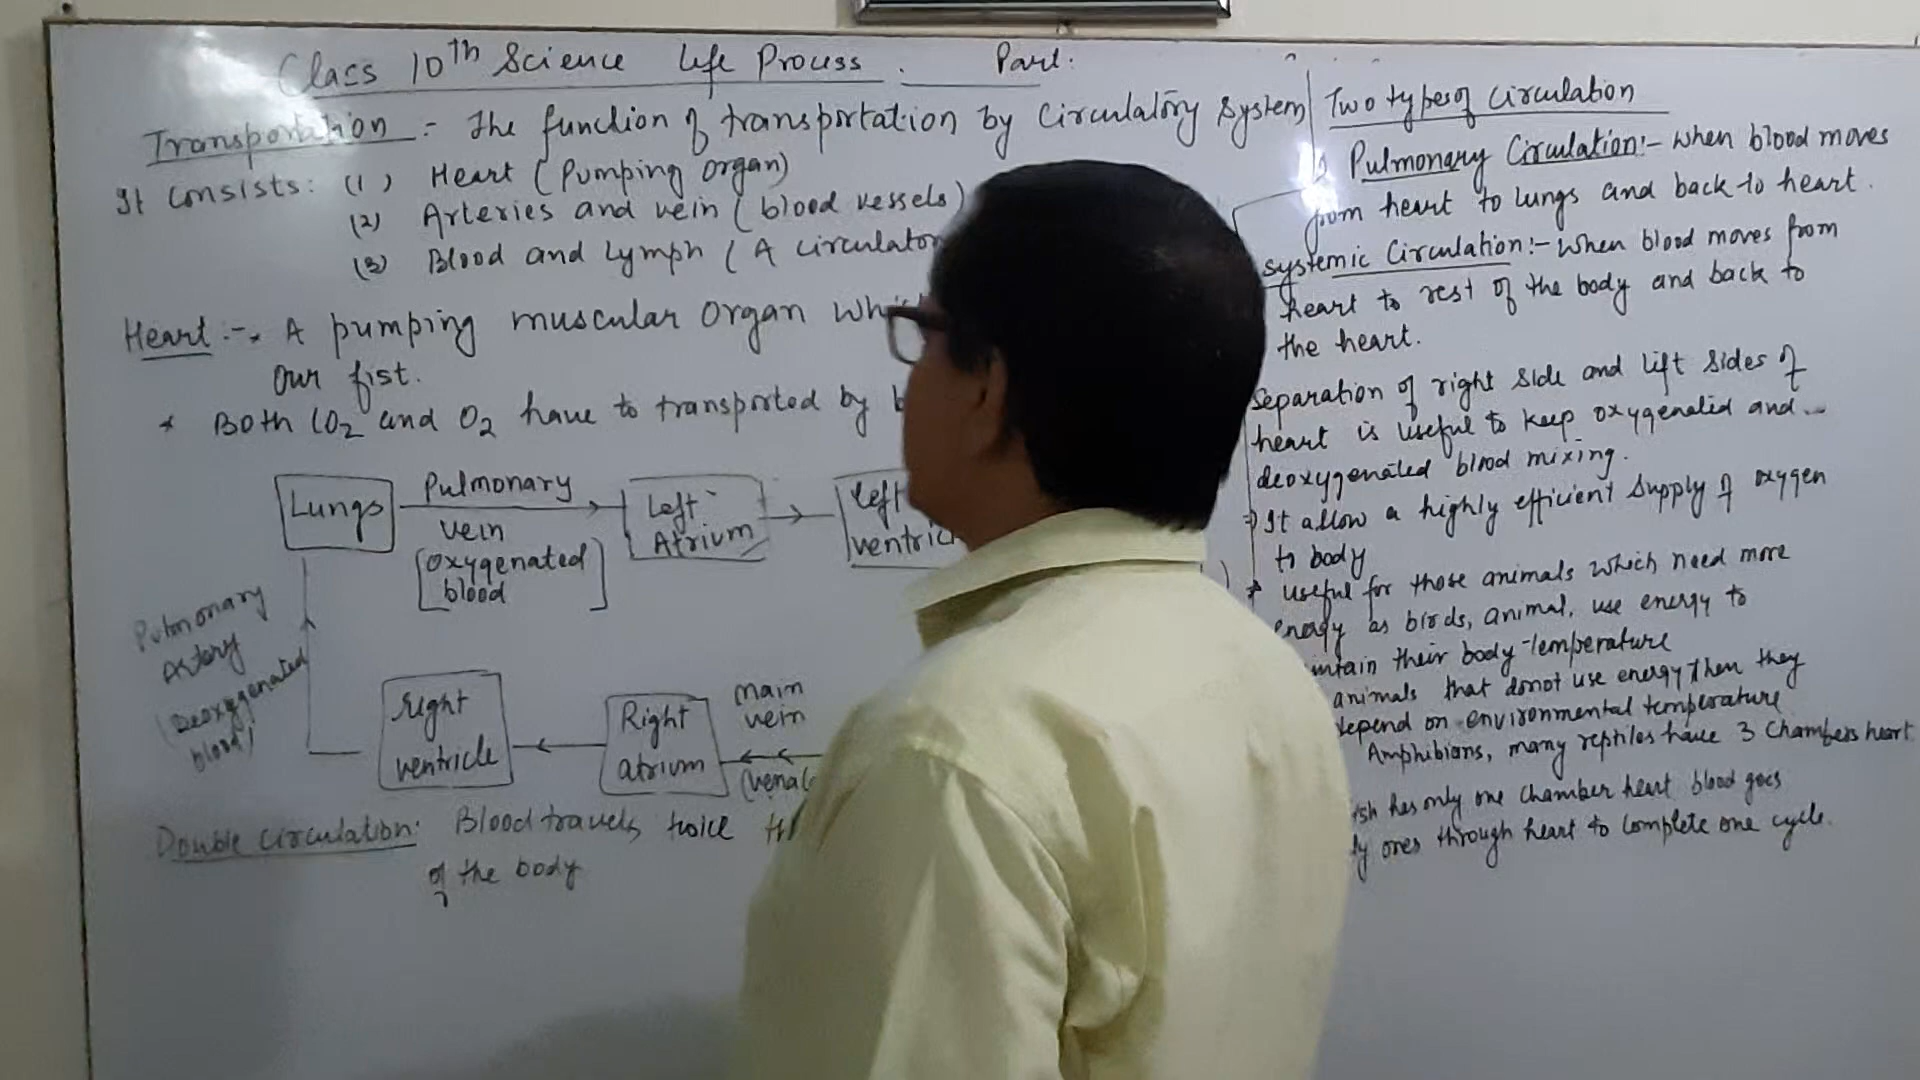 Class 10th Science Life Process. Part:
Transportation :- The function of transportation by Circulatory System
It Consists: (1) Heart (Pumping Organ)
(2) Arteries and vein (blood vessels)
(3) Blood and Lymph (A circulator
Heart :- * A pumping muscular Organ Whi
Our fist.
* Both CO2 and O2 have to transported by b
Lungs
Pulmonary
vein
[Oxygenated
blood]
Left
Atrium
left
ventric
Pulmonary
Artery
(Deoxygenated
blood)
Right
ventricle
Right
atrium
main
vein
(vena
Double Circulation: Blood travels twice
of the body
Two types of Circulation
Pulmonary Circulation:- when blood moves
from heart to lungs and back to heart.
Systemic Circulation:- when blood moves from
heart to rest of the body and back to
the heart.
Separation of right side and lift sides of
heart is useful to keep oxygenated and
deoxygenated blood mixing.
⇒ It allow a highly efficient supply of oxygen
to body
* useful for those animals which need more
energy as birds, animal, use energy to
intain their body-temperature
animals that donot use energy then they
depend on environmental temperature
Amphibians, many reptiles have 3 Chambers heart
ish has only one chamber heart blood goes
ly ones through heart to complete one cycle.